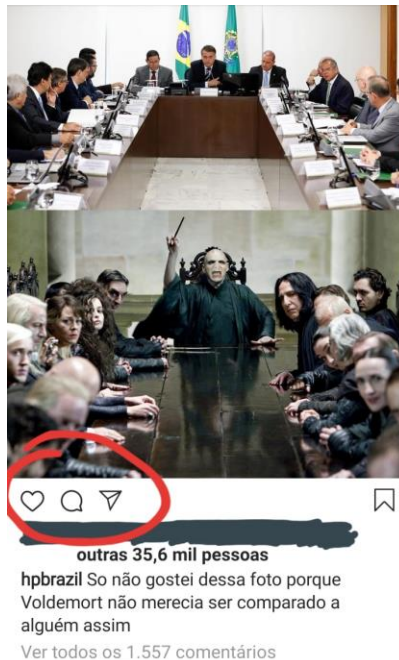 outras 35,6 mil pessoas
hpbrazil So não gostei dessa foto porque
Voldemort não merecia ser comparado a
alguém assim
Ver todos os 1.557 comentários